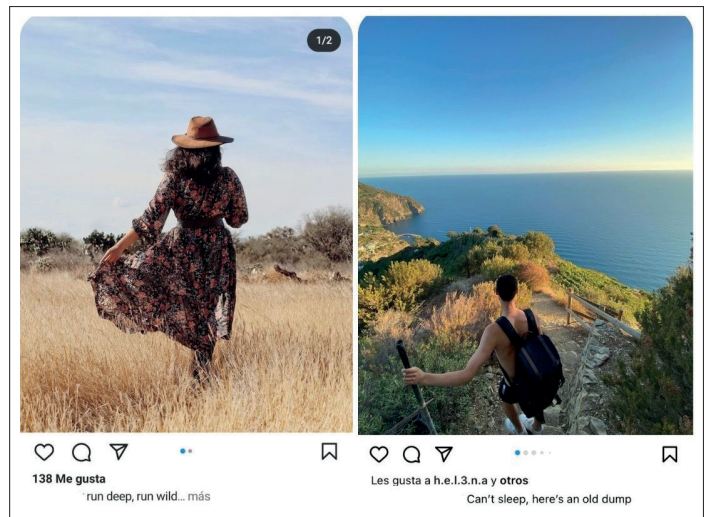 1/2
138 Me gusta
run deep, run wild... más
Les gusta a h.e.l.3.n.a y otros
Can't sleep, here's an old dump